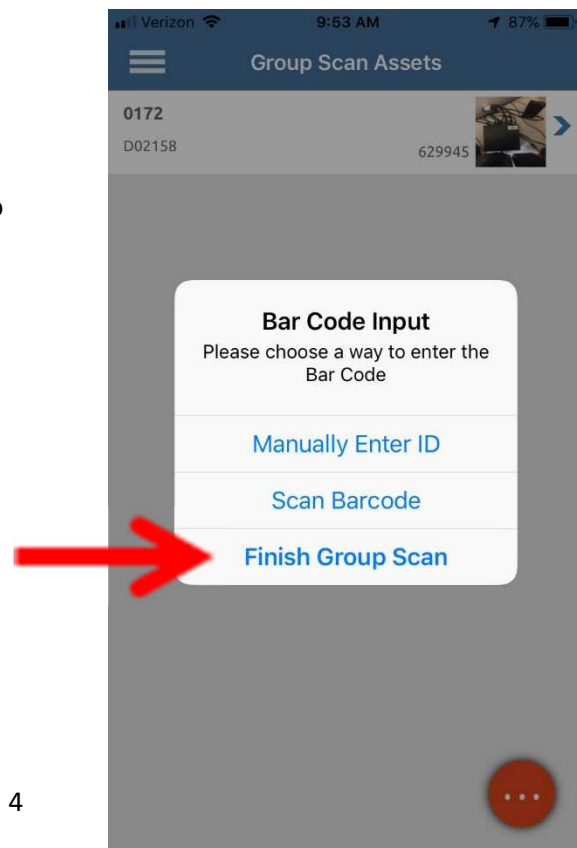 Verizon 9:53 AM 87%
Group Scan Assets
0172
D02158
629945
Bar Code Input
Please choose a way to enter the
Bar Code
Manually Enter ID
Scan Barcode
Finish Group Scan
4